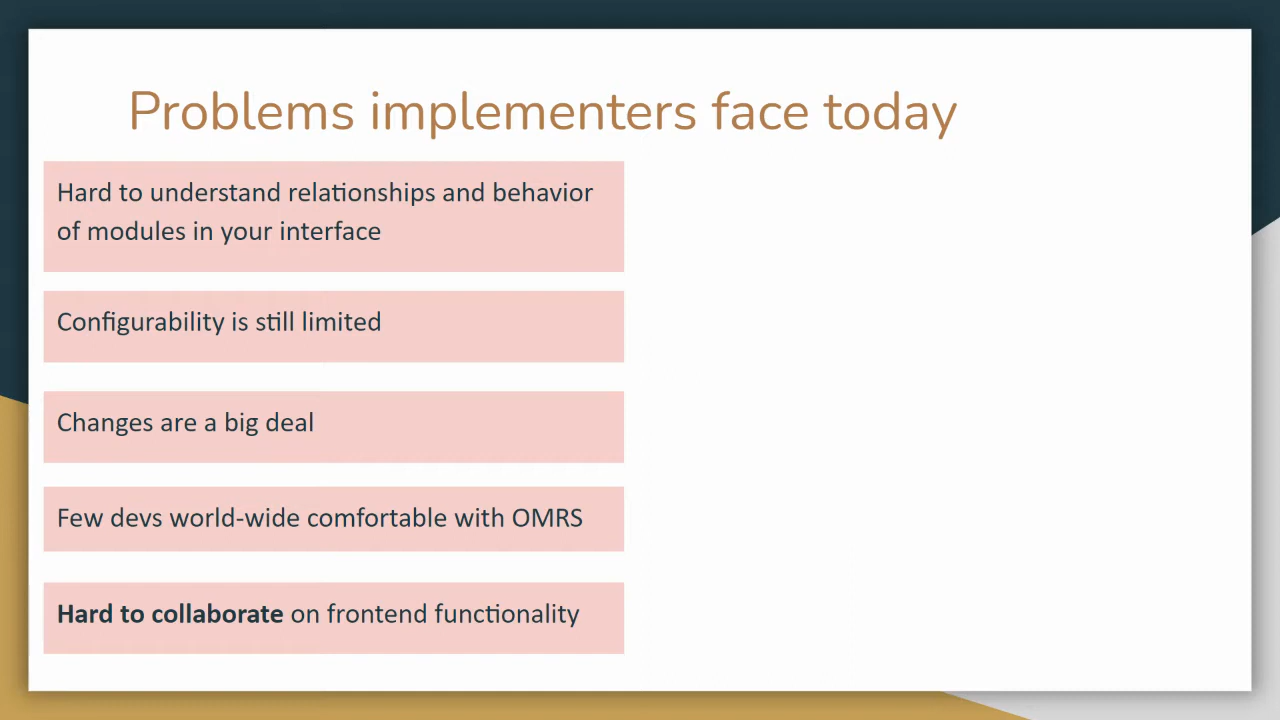 Problems implementers face today
Hard to understand relationships and behavior
of modules in your interface
Configurability is still limited
Changes are a big deal
Few devs world-wide comfortable with OMRS
Hard to collaborate on frontend functionality